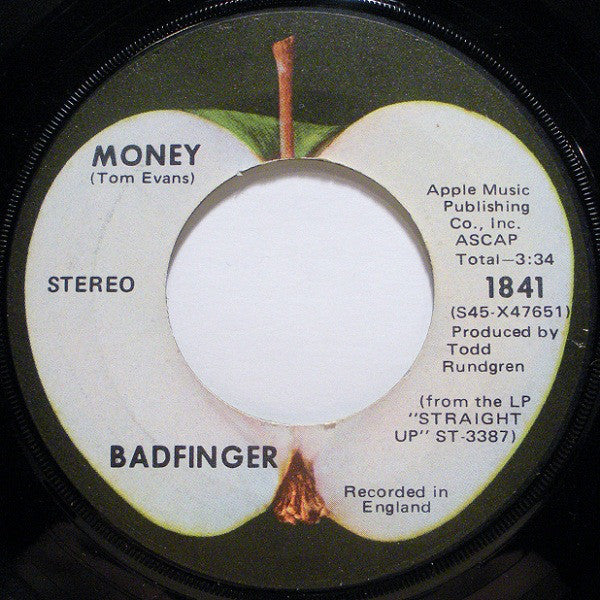 MONEY
(Tom Evans)
STEREO
BADFINGER
Apple Music
Publishing
Co., Inc.
ASCAP
Total—3:34
1841
(S45-X47651)
Produced by
Todd
Rundgren
(from the LP
"STRAIGHT
UP" ST-3387)
Recorded in
England